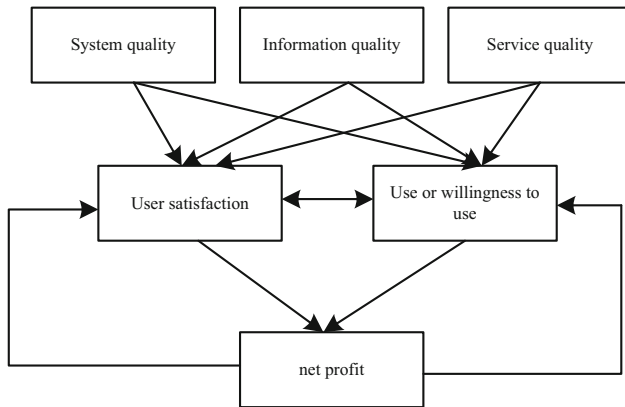 System quality
Information quality
Service quality
User satisfaction
Use or willingness to
use
net profit